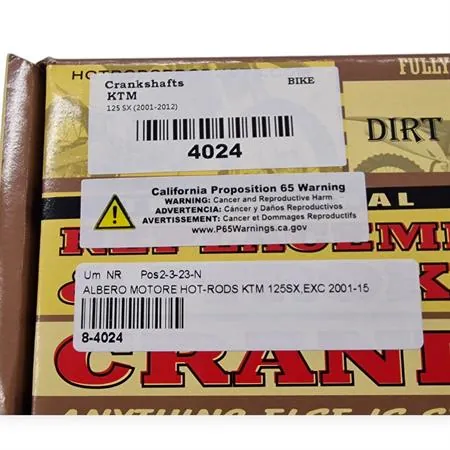 FULLY
Crankshafts BIKE
KTM
125 SX (2001-2012)
4024
DIRT
California Proposition 65 Warning
WARNING: Cancer and Reproductive Harm
ADVERTENCIA: Cáncer y Daños Reproductivos
AVERTISSEMENT: Cancer et Dommages Reproductifs
www.P65Warnings.ca.gov
Um NR Pos2-3-23-N
ALBERO MOTORE HOT-RODS KTM 125SX,EXC 2001-15
8-4024